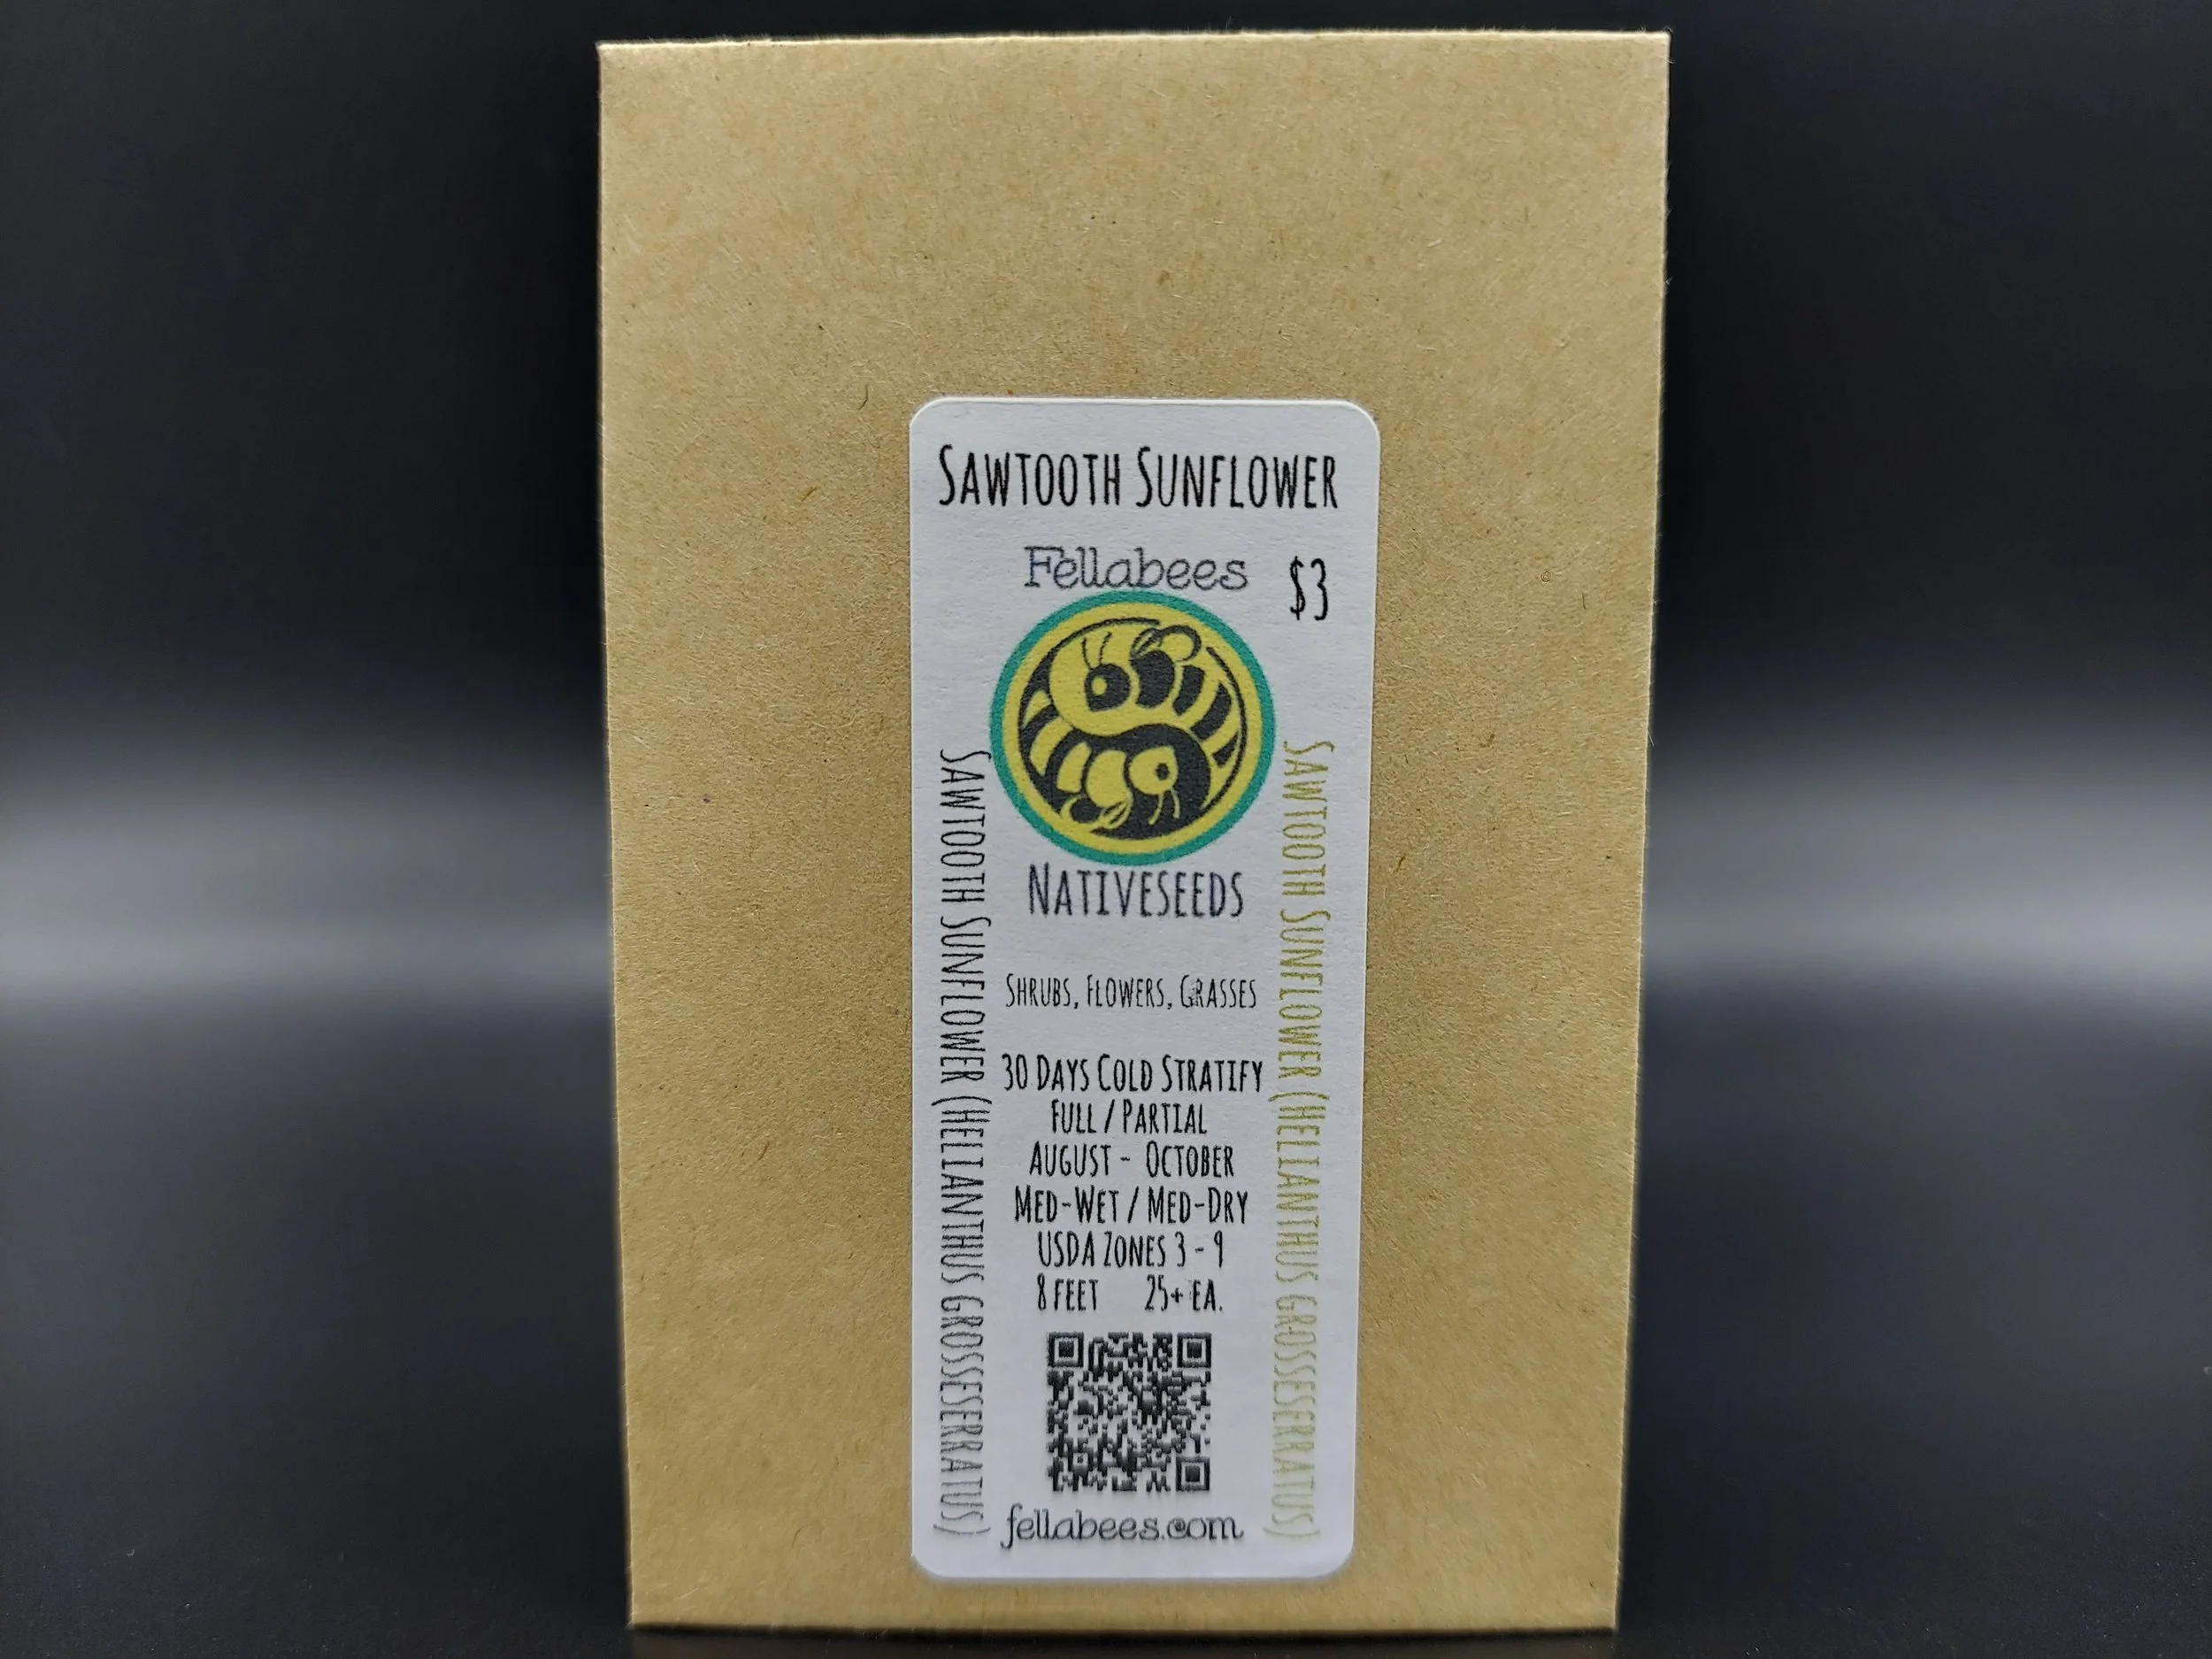 Sawtooth Sunflower
Fellabees
$3
Nativeseeds
Shrubs, Flowers, Grasses
30 Days Cold Stratify
Full / Partial
August - October
Med-Wet / Med-Dry
USDA Zones 3 - 9
8 feet 25+ ea.
fellabees.com
Sawtooth Sunflower (Helianthus grosseserratus)
Sawtooth Sunflower (Helianthus grosseserratus)